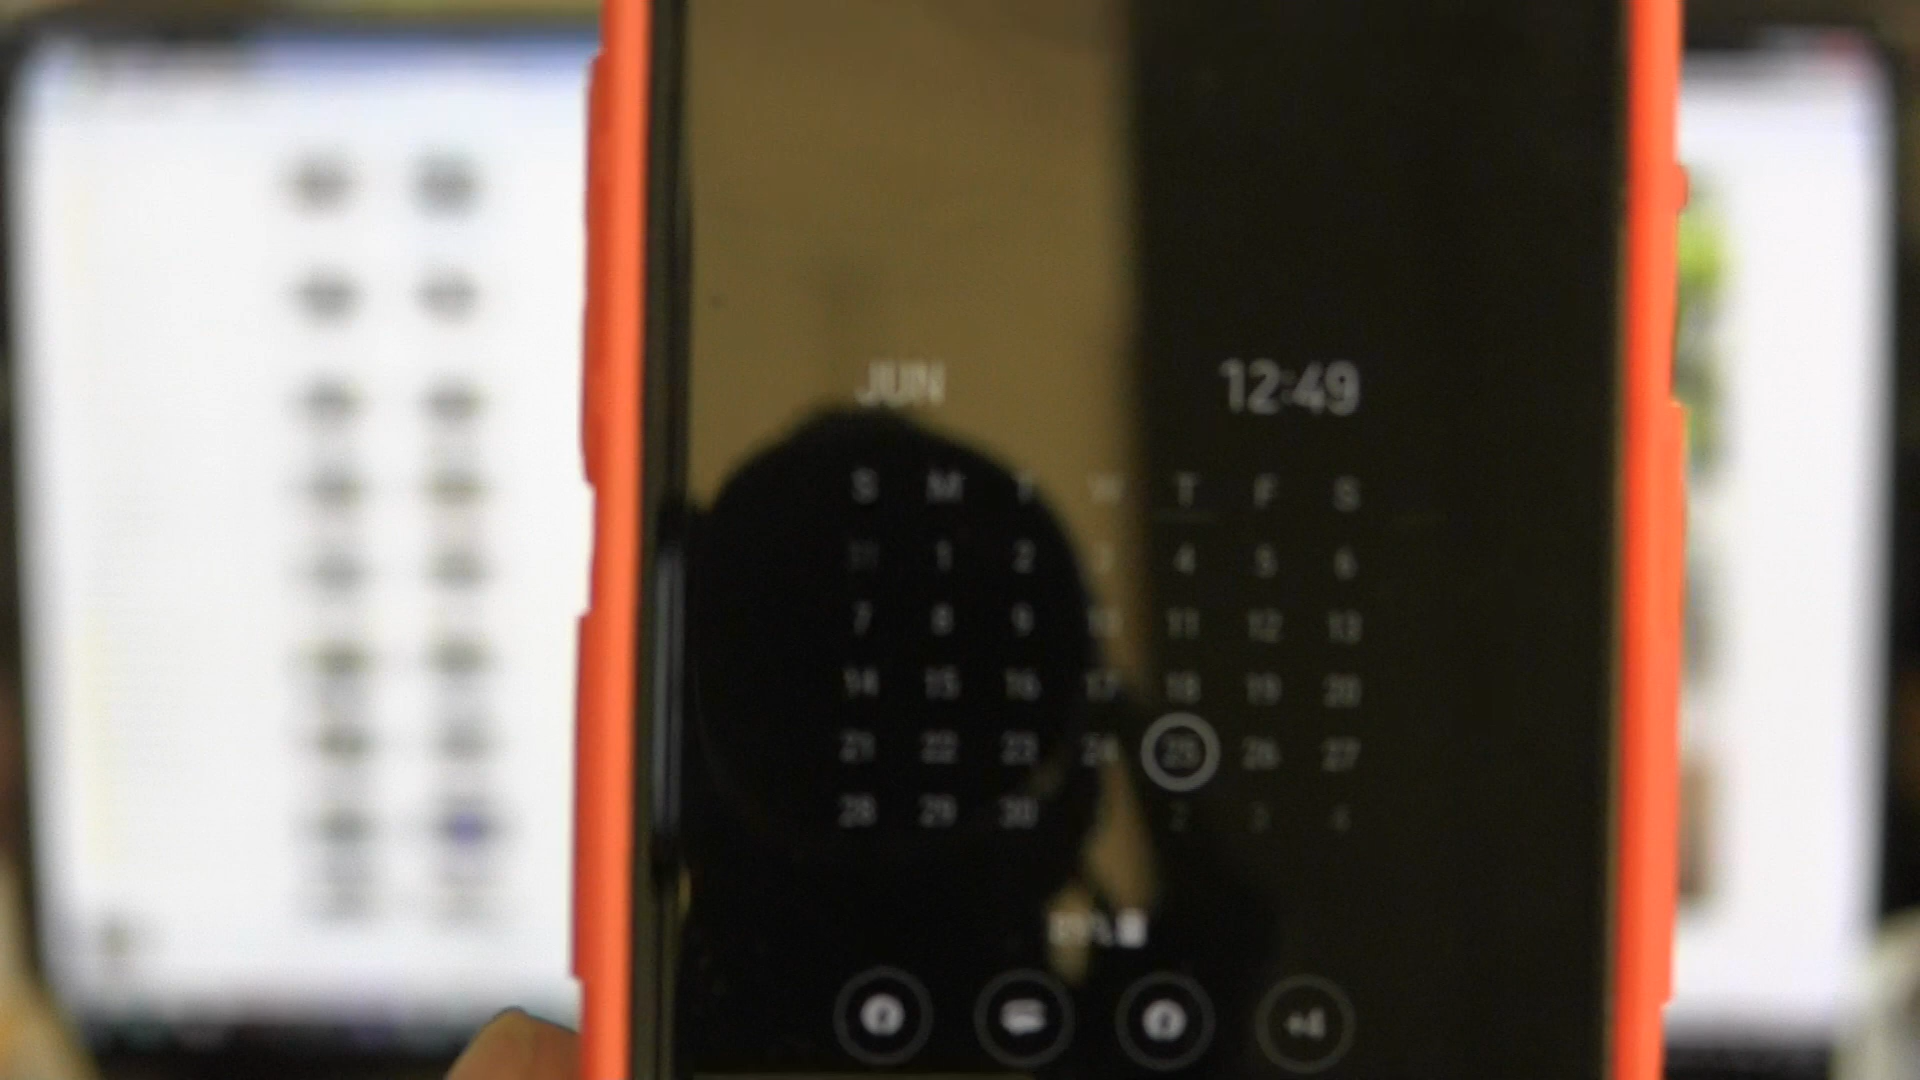 JUN 12:49
S M T W T F S
31 1 2 3 4 5 6
7 8 9 10 11 12 13
14 15 16 17 18 19 20
21 22 23 24 25 26 27
28 29 30 2 3 4
+4